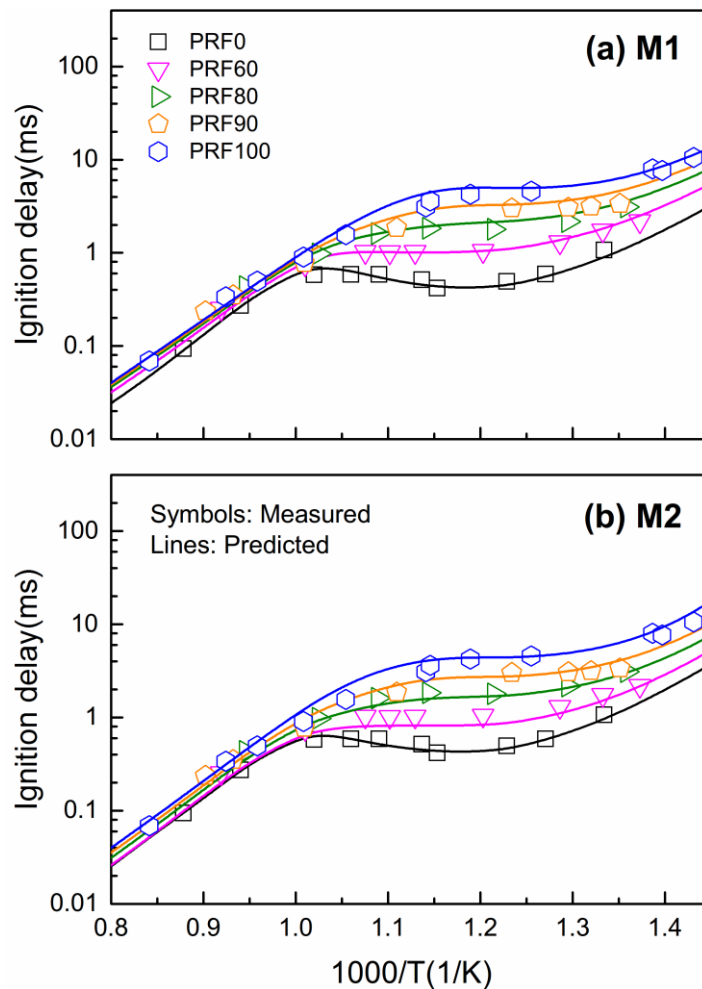 (a) M1
PRF0
PRF60
PRF80
PRF90
PRF100
100
10
1
0.1
0.01
Ignition delay(ms)
(b) M2
Symbols: Measured
Lines: Predicted
100
10
1
0.1
0.01
Ignition delay(ms)
0.8 0.9 1.0 1.1 1.2 1.3 1.4
1000/T(1/K)